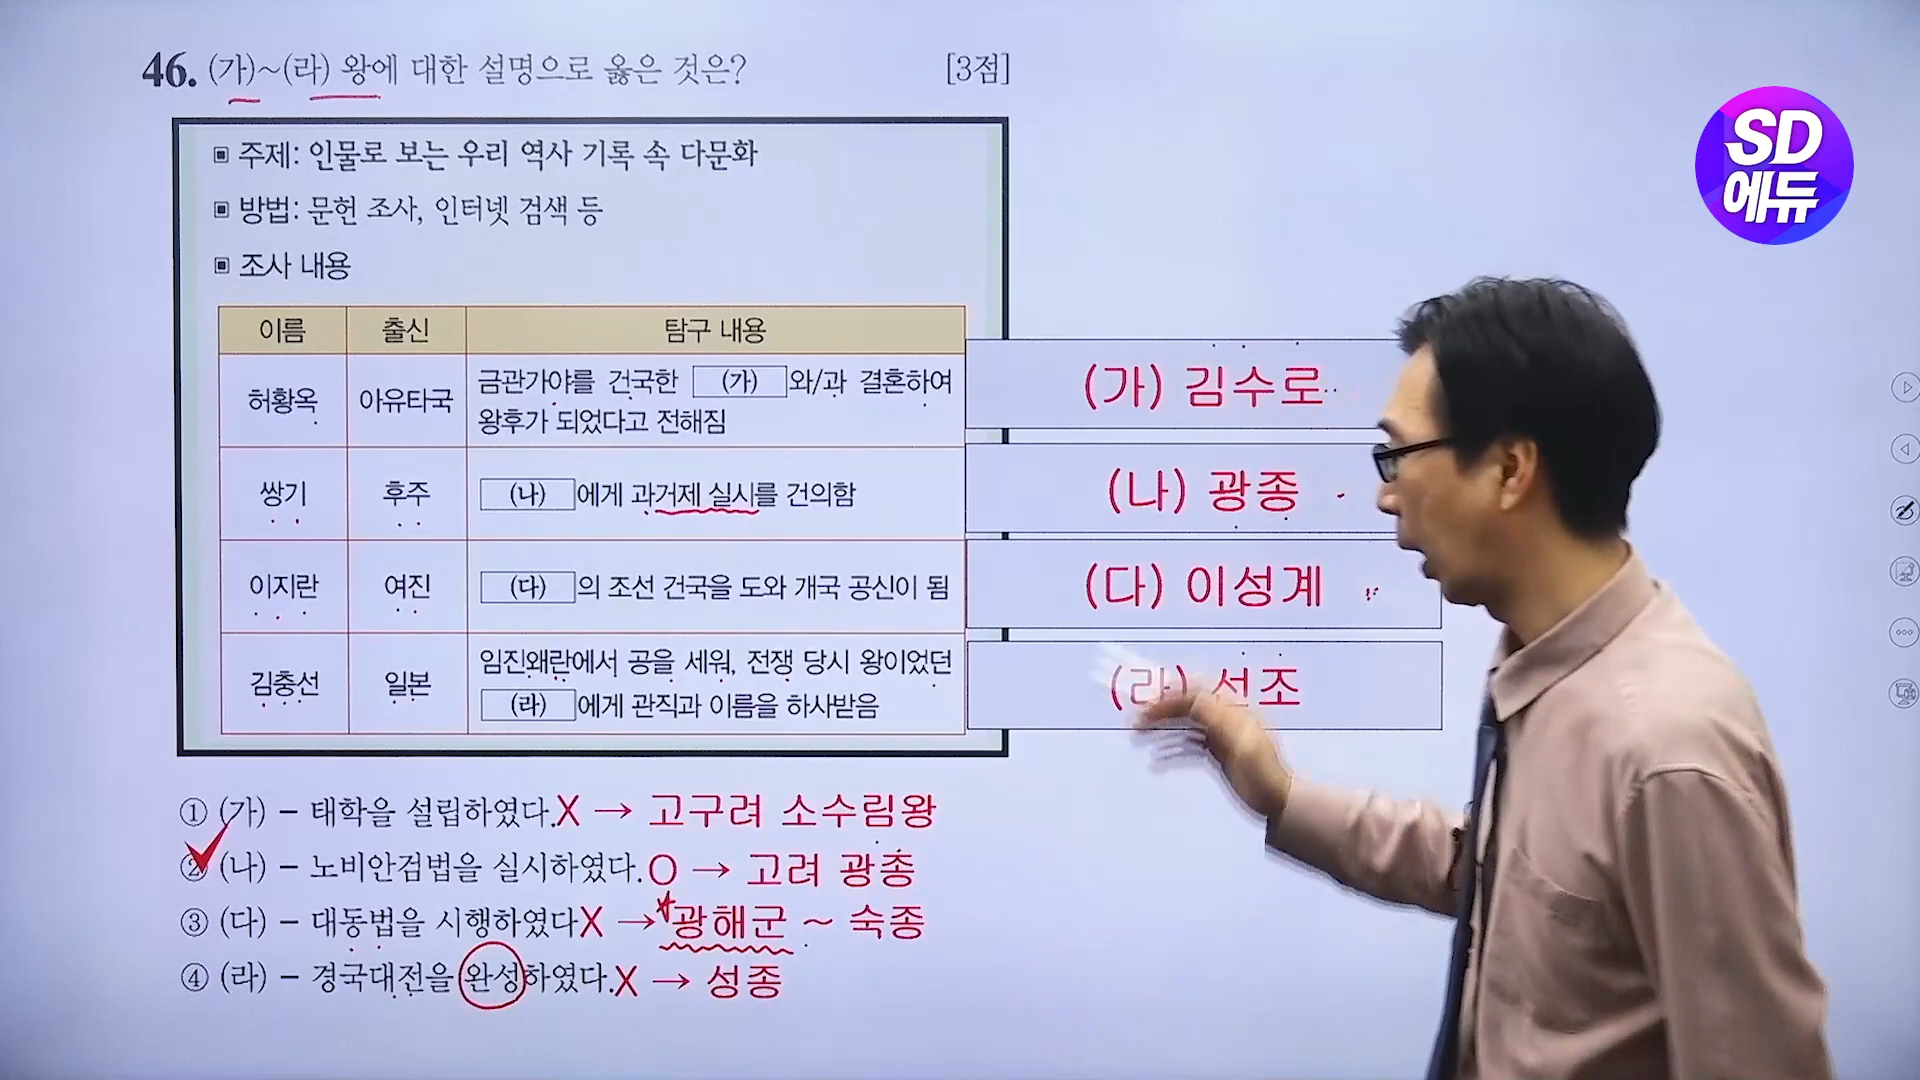 46. (가)~(라) 왕에 대한 설명으로 옳은 것은? [3점]
주제: 인물로 보는 우리 역사 기록 속 다문화
방법: 문헌 조사, 인터넷 검색 등
조사 내용
이름 출신 탐구 내용
허황옥 아유타국 금관가야를 건국한 (가) 와/과 결혼하여
왕후가 되었다고 전해짐
(가) 김수로
쌍기 후주 (나) 에게 과거제 실시를 건의함
(나) 광종
이지란 여진 (다) 의 조선 건국을 도와 개국 공신이 됨
(다) 이성계
김충선 일본 임진왜란에서 공을 세워, 전쟁 당시 왕이었던
(라) 에게 관직과 이름을 하사받음
(라) 선조
① (가) – 태학을 설립하였다. X → 고구려 소수림왕
② (나) – 노비안검법을 실시하였다. O → 고려 광종
③ (다) – 대동법을 시행하였다 X → 광해군 ~ 숙종
④ (라) – 경국대전을 완성하였다. X → 성종
SD
에듀